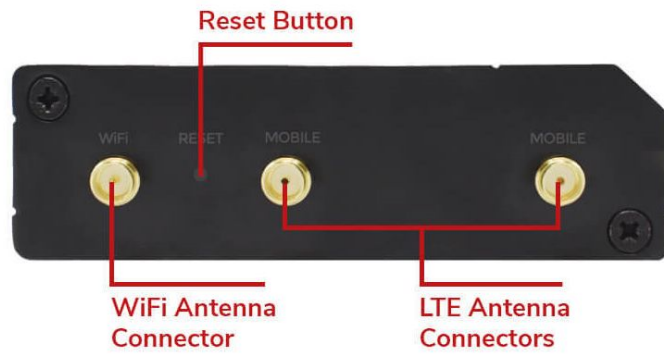 Reset Button
WiFi
RESET
MOBILE
MOBILE
WiFi Antenna
Connector
LTE Antenna
Connectors